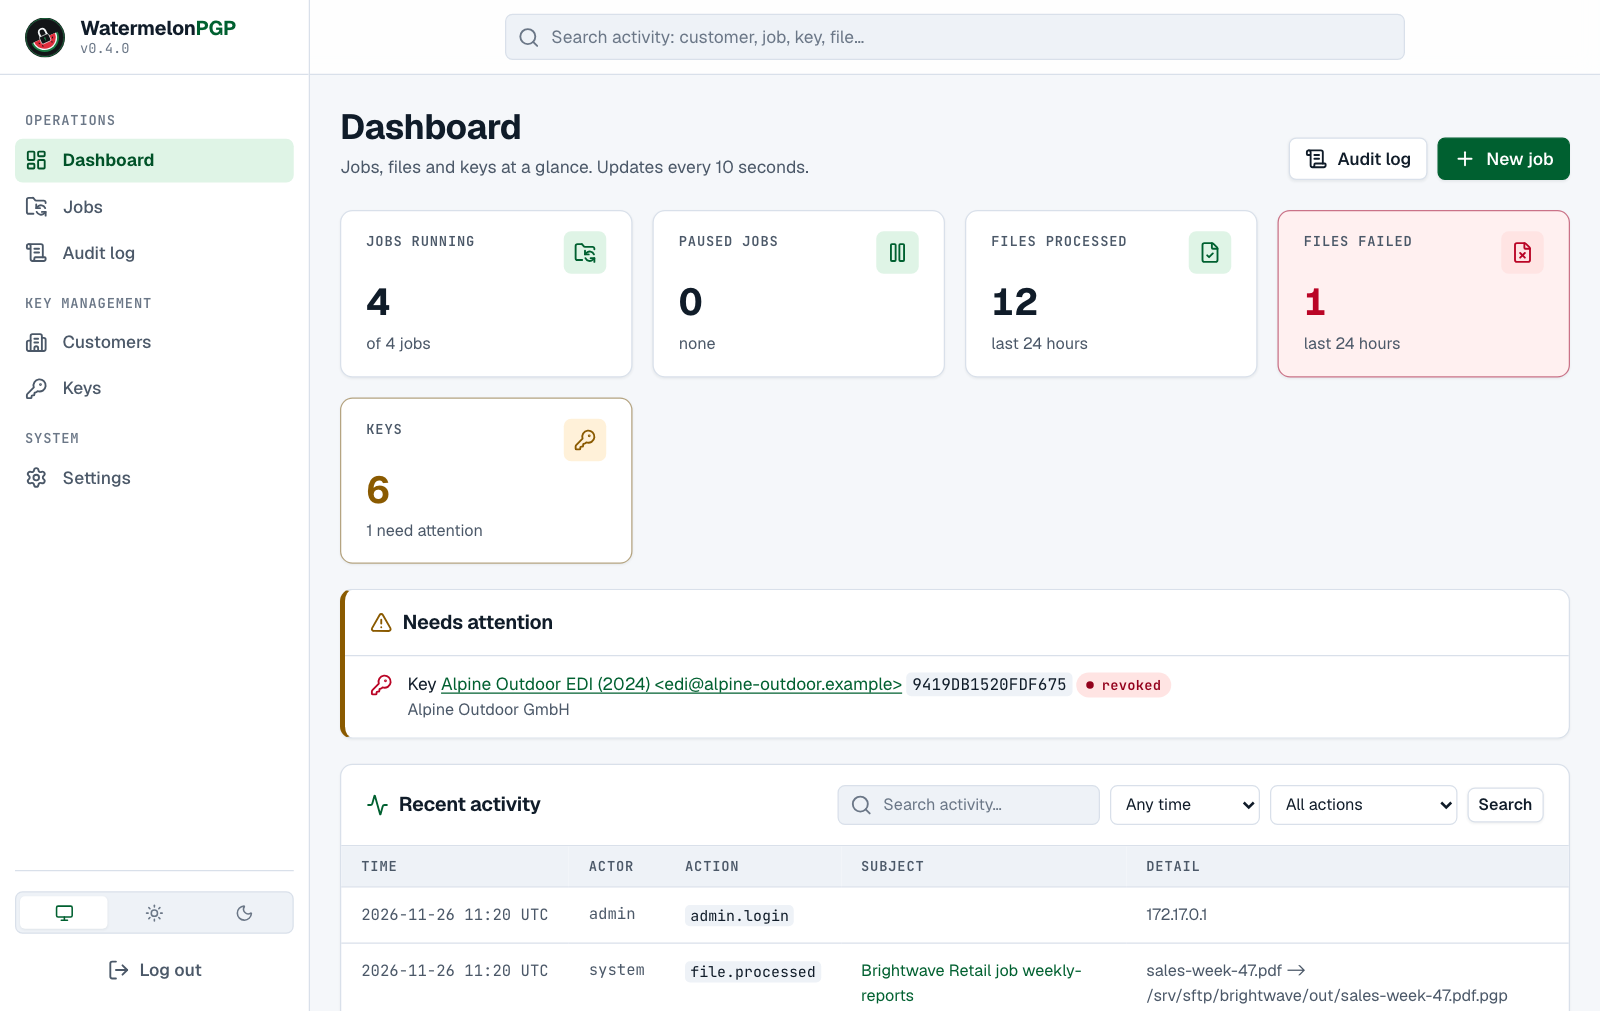 WatermelonPGP
v0.4.0
Search activity: customer, job, key, file...
OPERATIONS
Dashboard
Jobs
Audit log
KEY MANAGEMENT
Customers
Keys
SYSTEM
Settings
Log out
Dashboard
Jobs, files and keys at a glance. Updates every 10 seconds.
Audit log
New job
JOBS RUNNING
4
of 4 jobs
PAUSED JOBS
0
none
FILES PROCESSED
12
last 24 hours
FILES FAILED
1
last 24 hours
KEYS
6
1 need attention
Needs attention
Key Alpine Outdoor EDI (2024) <edi@alpine-outdoor.example> 9419DB1520FDF675 revoked
Alpine Outdoor GmbH
Recent activity
Search activity...
Any time
All actions
Search
TIME ACTOR ACTION SUBJECT DETAIL
2026-11-26 11:20 UTC admin admin.login 172.17.0.1
2026-11-26 11:20 UTC system file.processed Brightwave Retail job weekly- sales-week-47.pdf →
reports /srv/sftp/brightwave/out/sales-week-47.pdf.pgp